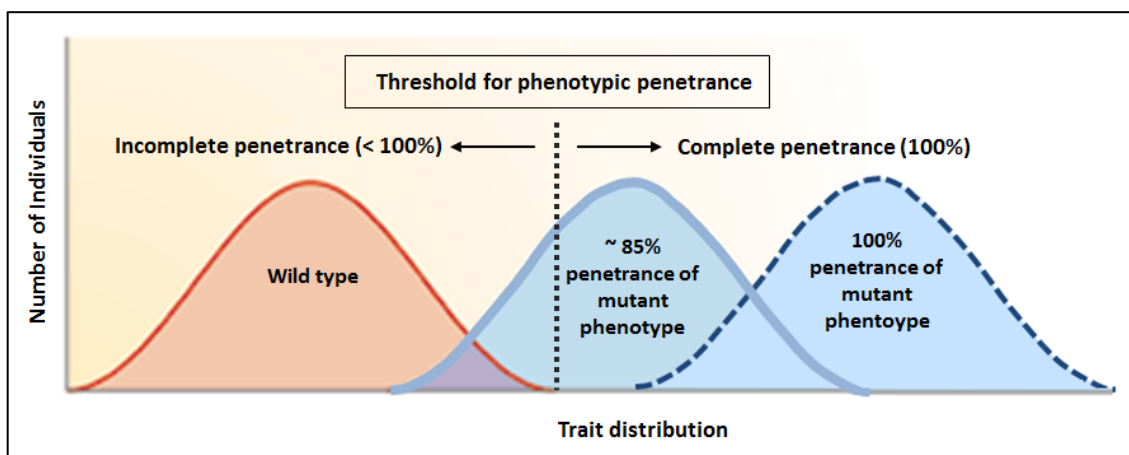 Threshold for phenotypic penetrance
Incomplete penetrance (< 100%)
Complete penetrance (100%)
Number of Individuals
Wild type
~ 85%
penetrance of
mutant
phenotype
100%
penetrance of
mutant
phentoype
Trait distribution